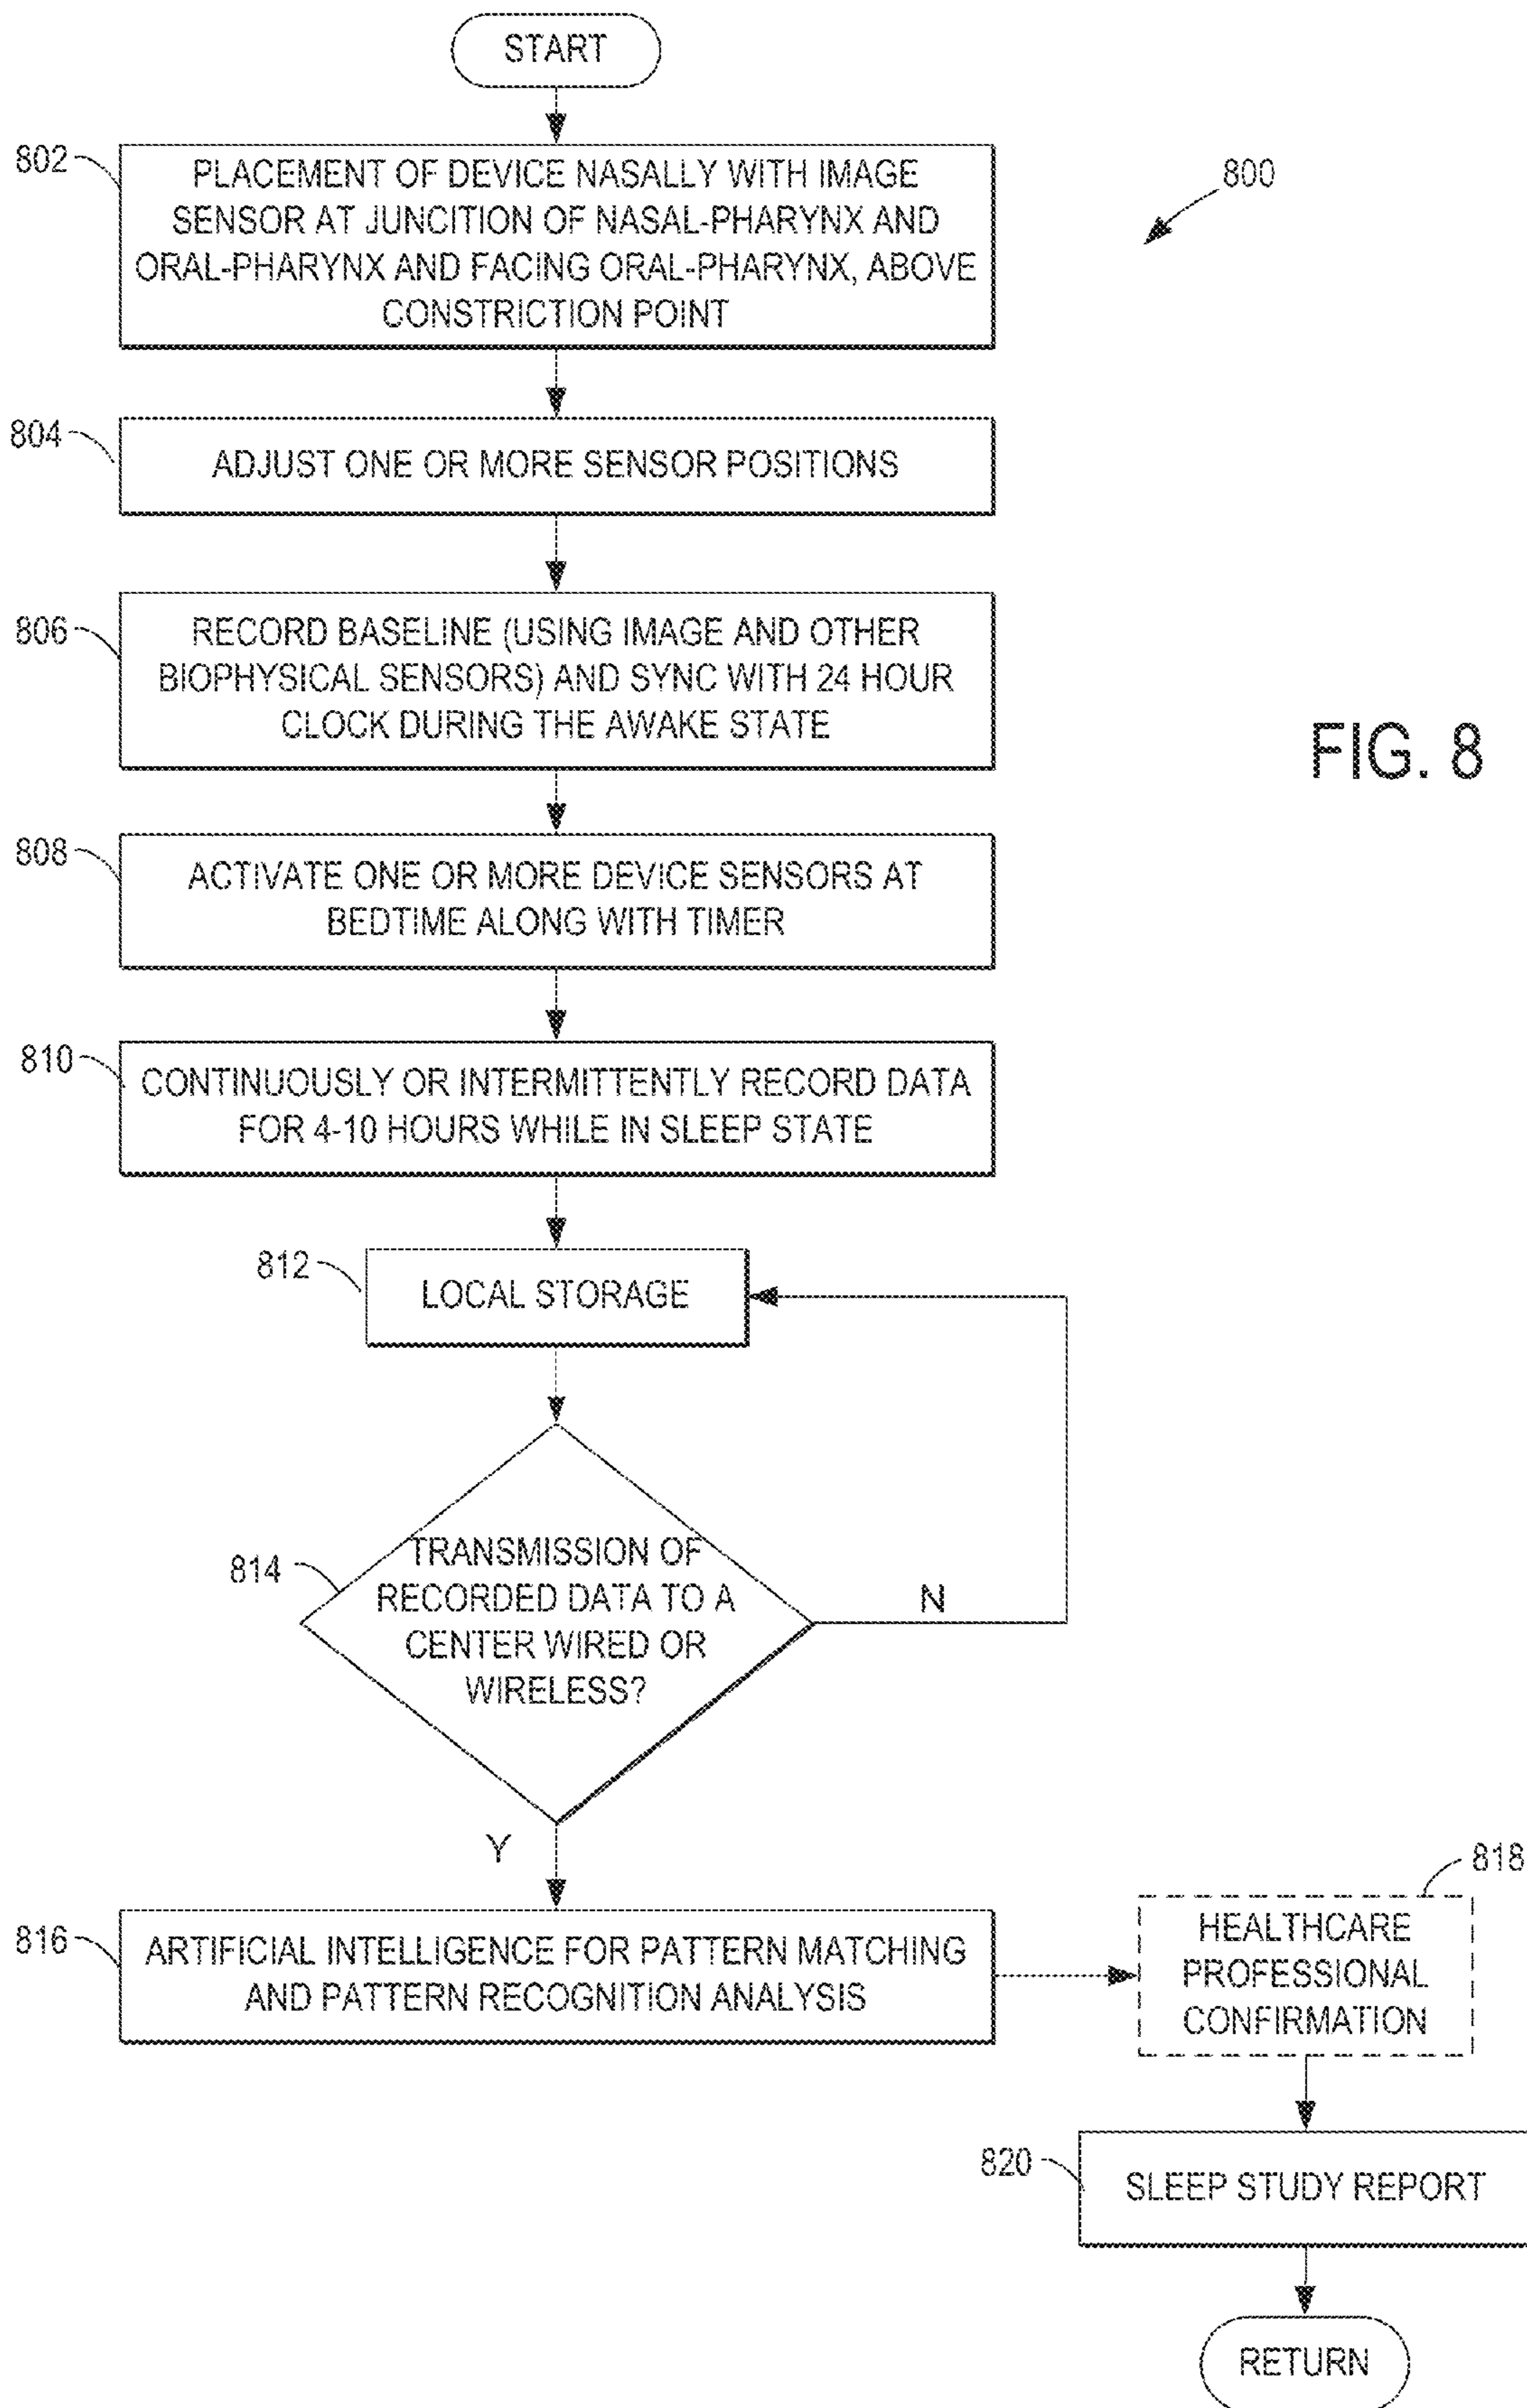 START
802
PLACEMENT OF DEVICE NASALLY WITH IMAGE
SENSOR AT JUNCITION OF NASAL-PHARYNX AND
ORAL-PHARYNX AND FACING ORAL-PHARYNX, ABOVE
CONSTRICTION POINT
800
804
ADJUST ONE OR MORE SENSOR POSITIONS
806
RECORD BASELINE (USING IMAGE AND OTHER
BIOPHYSICAL SENSORS) AND SYNC WITH 24 HOUR
CLOCK DURING THE AWAKE STATE
FIG. 8
808
ACTIVATE ONE OR MORE DEVICE SENSORS AT
BEDTIME ALONG WITH TIMER
810
CONTINUOUSLY OR INTERMITTENTLY RECORD DATA
FOR 4-10 HOURS WHILE IN SLEEP STATE
812
LOCAL STORAGE
814
TRANSMISSION OF
RECORDED DATA TO A
CENTER WIRED OR
WIRELESS?
N
Y
816
ARTIFICIAL INTELLIGENCE FOR PATTERN MATCHING
AND PATTERN RECOGNITION ANALYSIS
818
HEALTHCARE
PROFESSIONAL
CONFIRMATION
820
SLEEP STUDY REPORT
RETURN